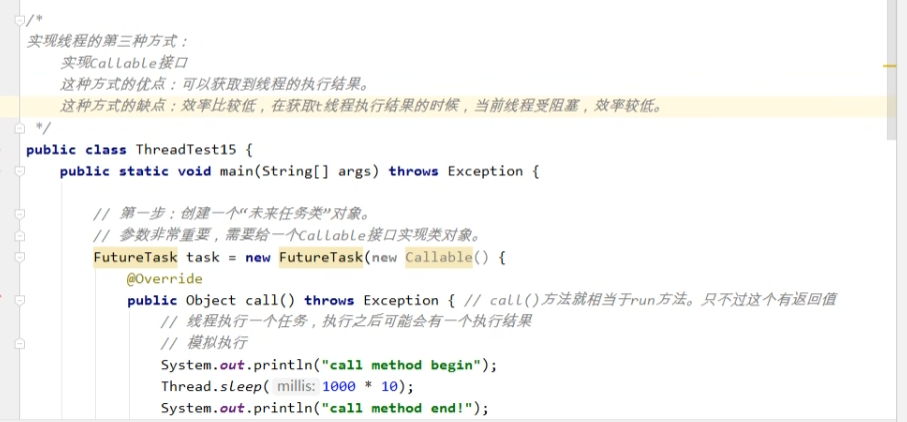 /*
实现线程的第三种方式：
实现Callable接口
这种方式的优点：可以获取到线程的执行结果。
这种方式的缺点：效率比较低，在获取t线程执行结果的时候，当前线程受阻塞，效率较低。
*/
public class ThreadTest15 {
public static void main(String[] args) throws Exception {
// 第一步：创建一个“未来任务类”对象。
// 参数非常重要，需要给一个Callable接口实现类对象。
FutureTask task = new FutureTask(new Callable() {
@Override
public Object call() throws Exception { // call()方法就相当于run方法。只不过这个有返回值
// 线程执行一个任务，执行之后可能会有一个执行结果
// 模拟执行
System.out.println("call method begin");
Thread.sleep( millis: 1000 * 10);
System.out.println("call method end!");